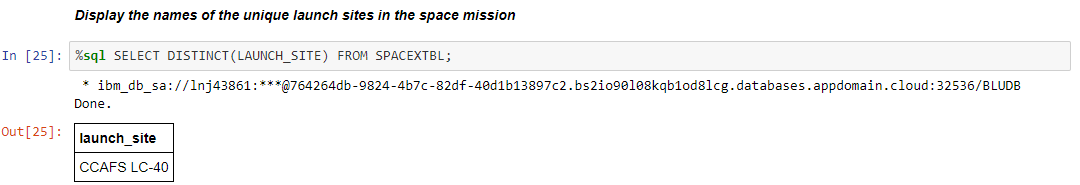 Display the names of the unique launch sites in the space mission
In [25]: %sql SELECT DISTINCT(LAUNCH_SITE) FROM SPACEXTBL;
* ibm_db_sa://lnj43861:***@764264db-9824-4b7c-82df-40d1b13897c2.bs2io90l08kqb1od8lcg.databases.appdomain.cloud:32536/BLUDB
Done.
Out[25]:
launch_site
CCAFS LC-40